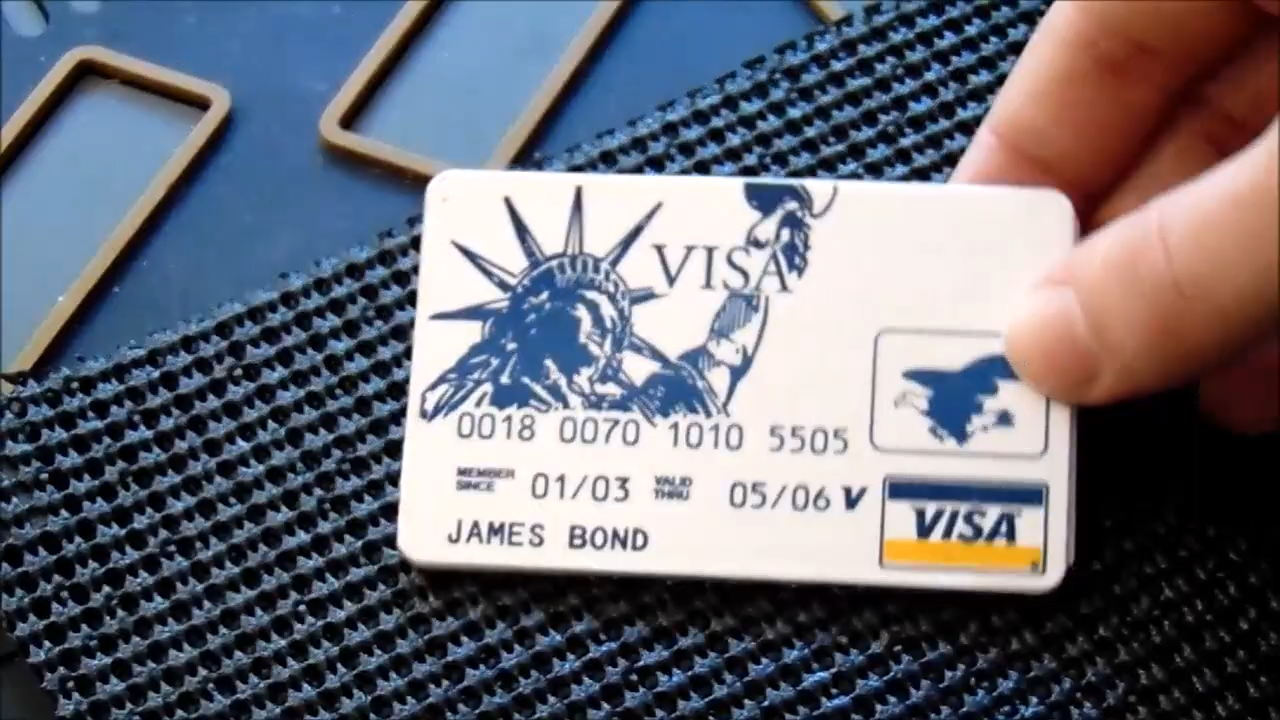 VISA
0018 0070 1010 5505
MEMBER SINCE 01/03 VALID THRU 05/06 V
VISA
JAMES BOND